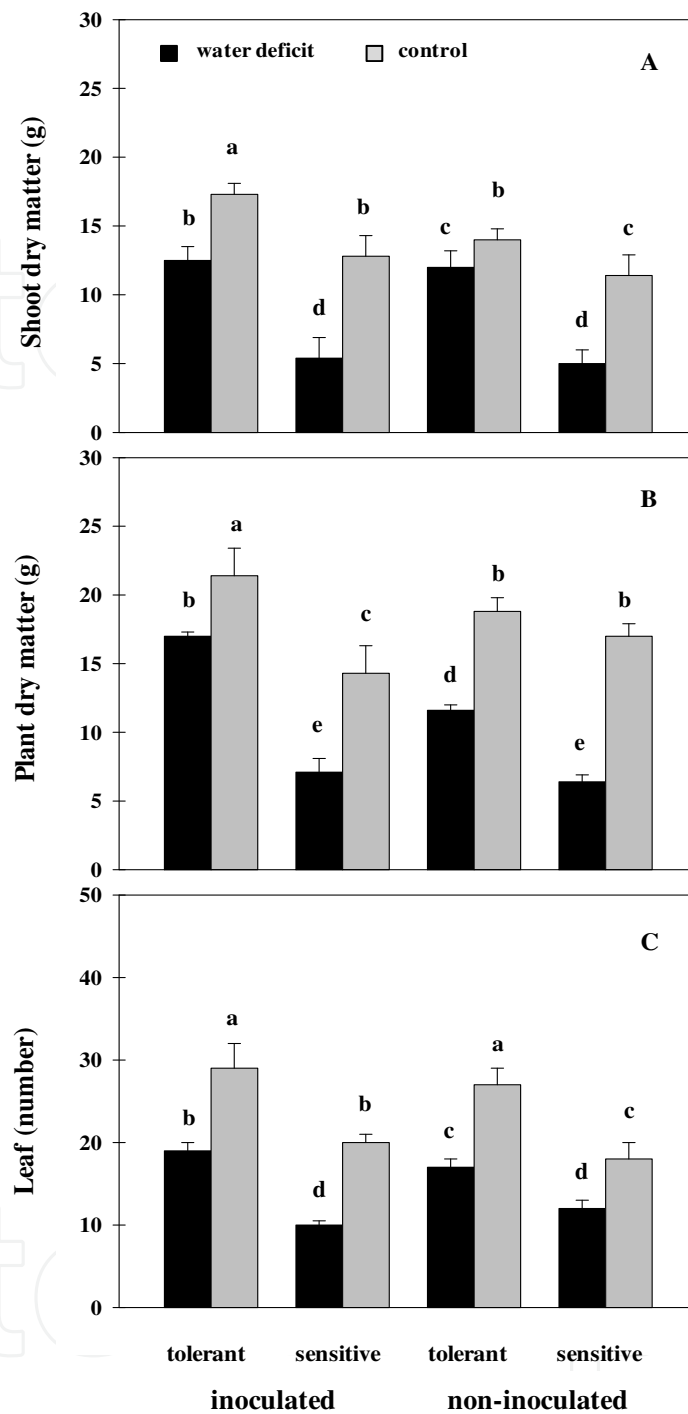 30
water deficit control A
25
Shoot dry matter (g)
20
a
b b b
15
c c
10
d d
5
0
30
B
25
a
Plant dry matter (g)
20
b b
b c
15
d
10
e e
5
0
50
C
40
a
a
Leaf (number)
30
b b c c
20
d d
10
0
tolerant sensitive tolerant sensitive
inoculated non-inoculated